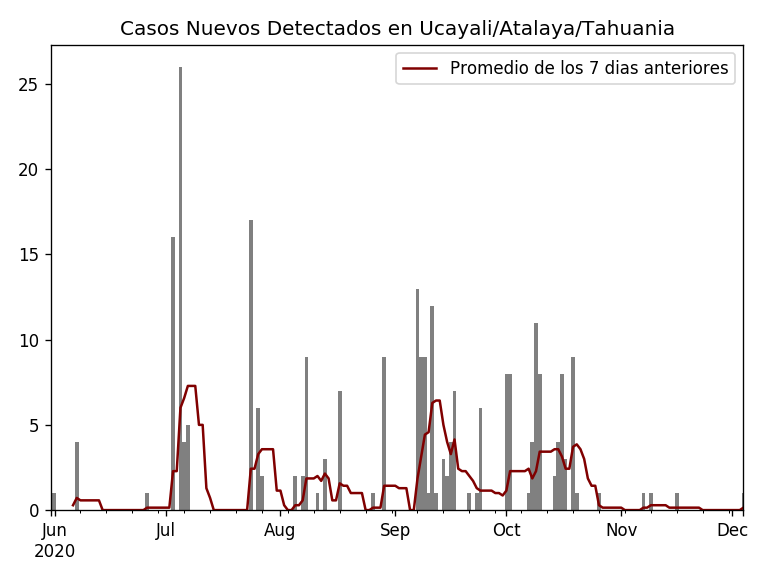 Casos Nuevos Detectados en Ucayali/Atalaya/Tahuania
Promedio de los 7 dias anteriores
25
20
15
10
5
0
Jun Jul Aug Sep Oct Nov Dec
2020